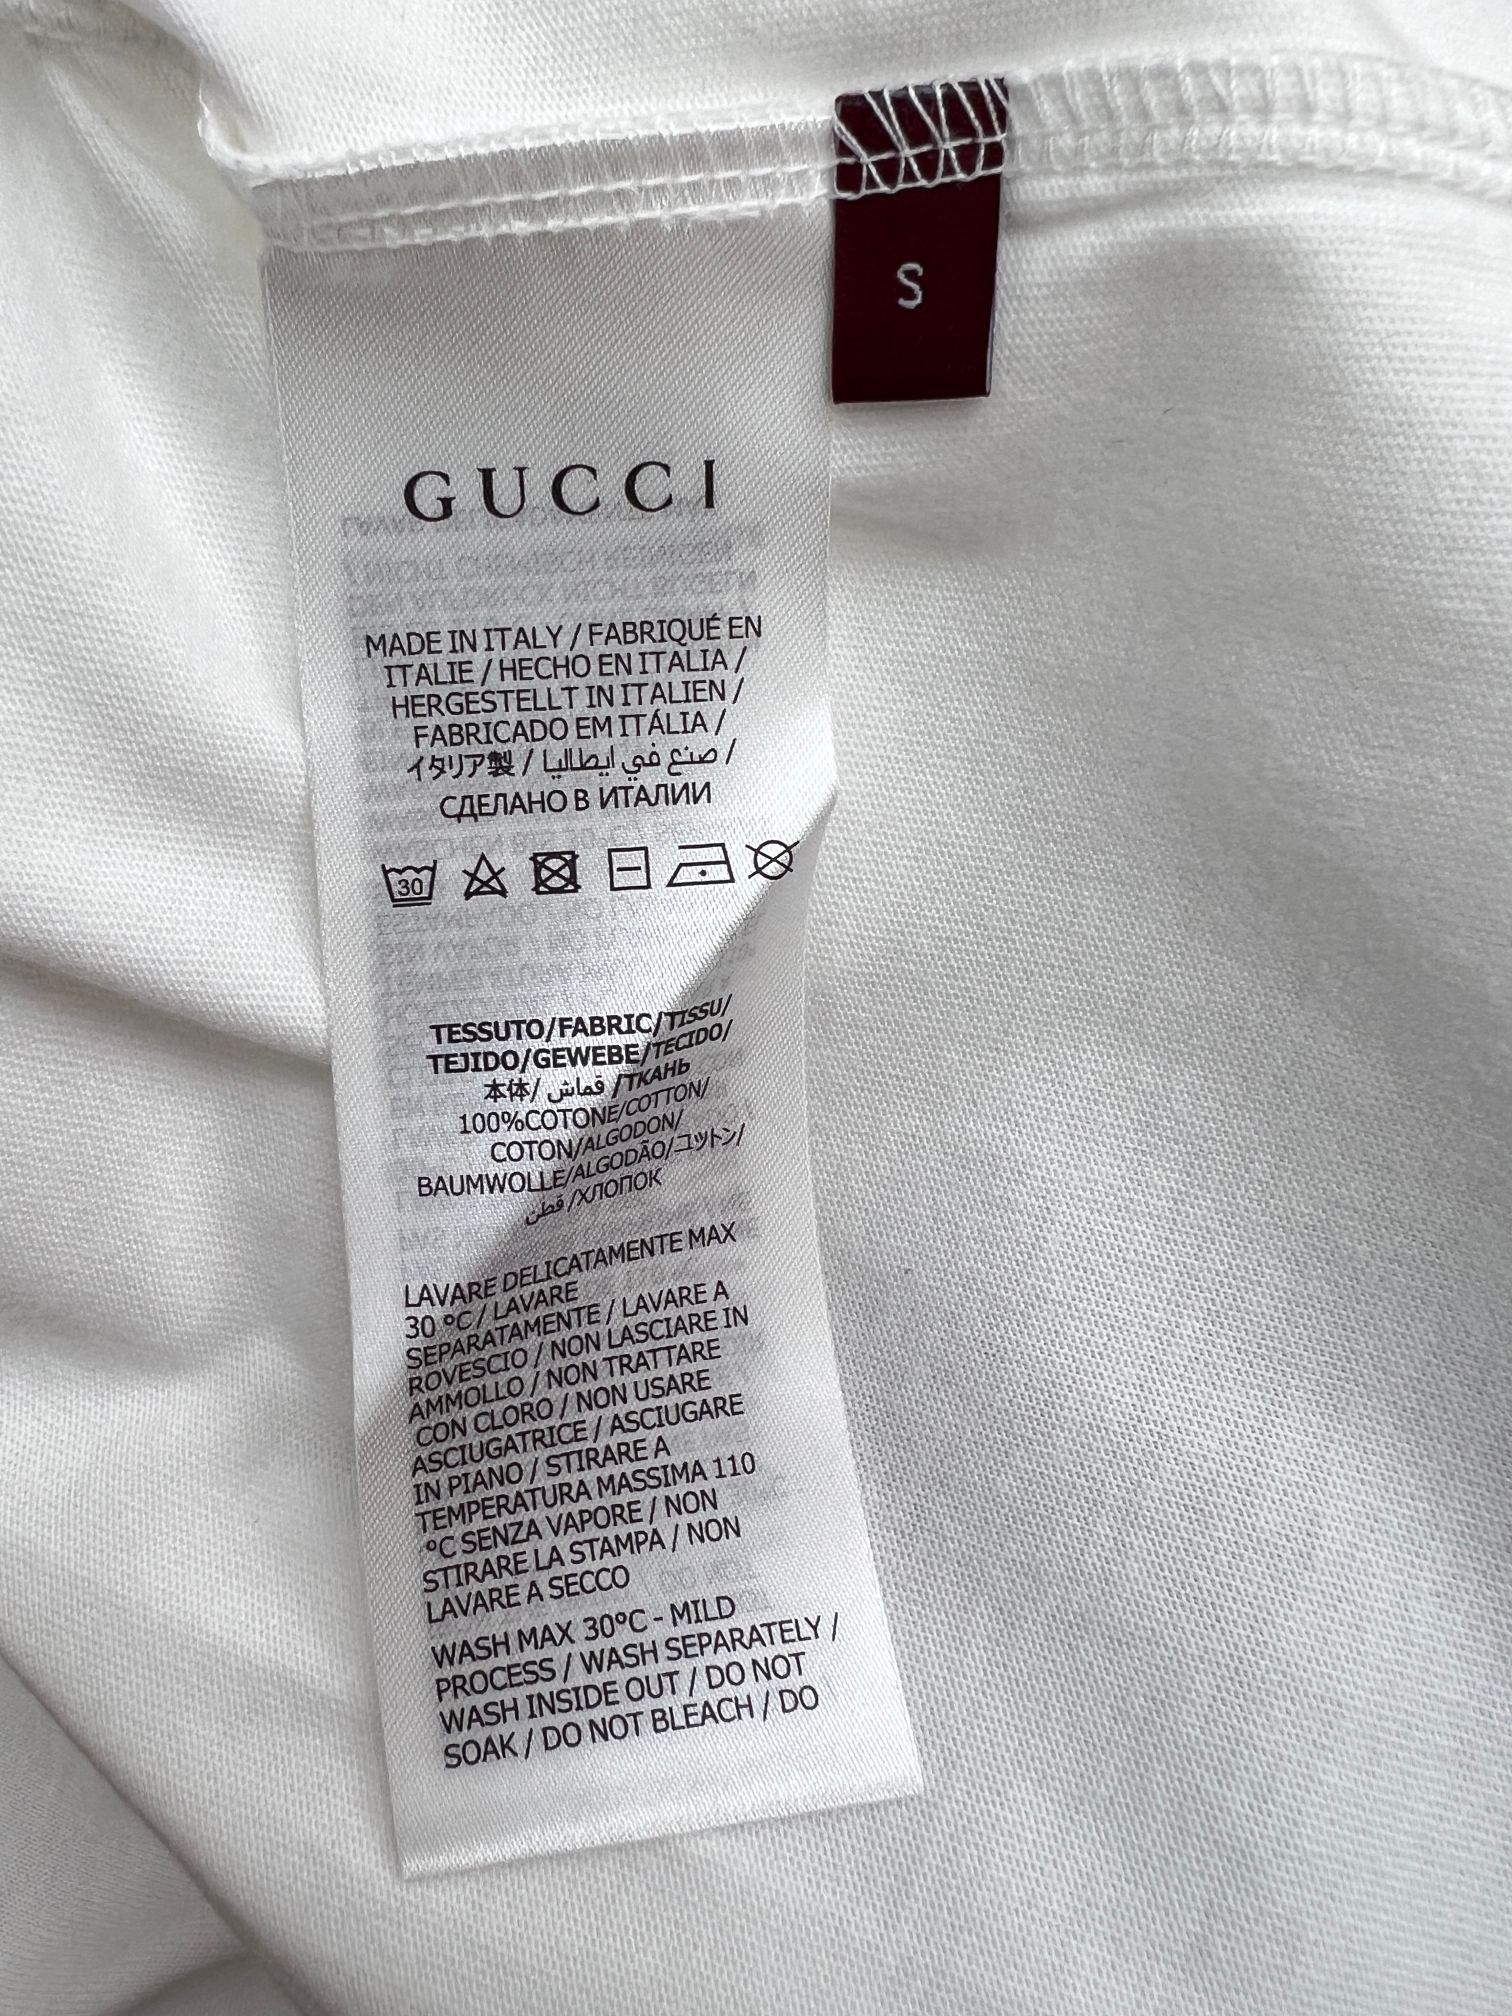 S
GUCCI
MADE IN ITALY / FABRIQUÉ EN
ITALIE / HECHO EN ITALIA /
HERGESTELLT IN ITALIEN /
FABRICADO EM ITÁLIA /
イタリア製 / صنع في ايطاليا /
СДЕЛАНО В ИТАЛИИ
30
TESSUTO/FABRIC/TISSU/
TEJIDO/GEWEBE/TECIDO/
本体/ قماش /ТКАНЬ
100%COTONE/COTTON/
COTON/ALGODON/
BAUMWOLLE/ALGODÃO/コットン/
قطن /ХЛОПОК
LAVARE DELICATAMENTE MAX
30 °C / LAVARE
SEPARATAMENTE / LAVARE A
ROVESCIO / NON LASCIARE IN
AMMOLLO / NON TRATTARE
CON CLORO / NON USARE
ASCIUGATRICE / ASCIUGARE
IN PIANO / STIRARE A
TEMPERATURA MASSIMA 110
°C SENZA VAPORE / NON
STIRARE LA STAMPA / NON
LAVARE A SECCO
WASH MAX 30°C - MILD
PROCESS / WASH SEPARATELY /
WASH INSIDE OUT / DO NOT
SOAK / DO NOT BLEACH / DO